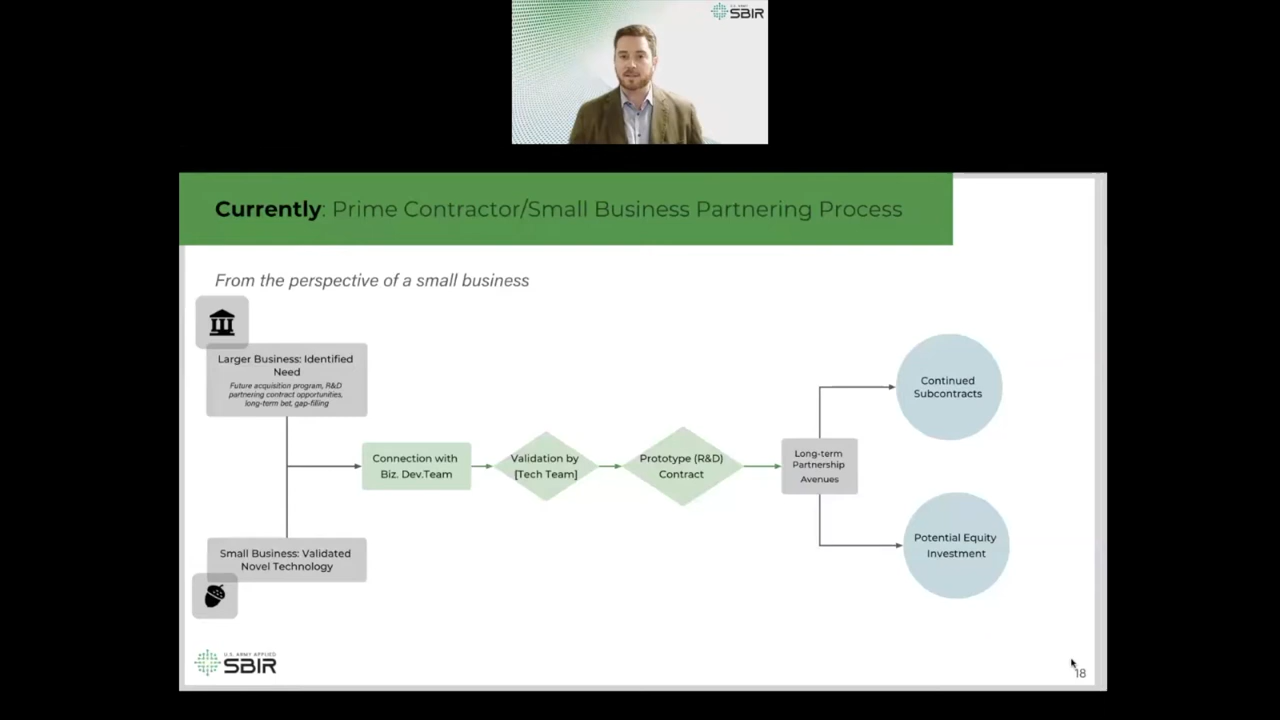 U.S. ARMY
SBIR
Currently: Prime Contractor/Small Business Partnering Process
From the perspective of a small business
Larger Business: Identified
Need
Future acquisition program, R&D
partnering contract opportunities,
long-term bet, gap-filling
Connection with
Biz. Dev.Team
Validation by
[Tech Team]
Prototype (R&D)
Contract
Long-term
Partnership
Avenues
Continued
Subcontracts
Potential Equity
Investment
Small Business: Validated
Novel Technology
U.S. ARMY APPLIED
SBIR
18